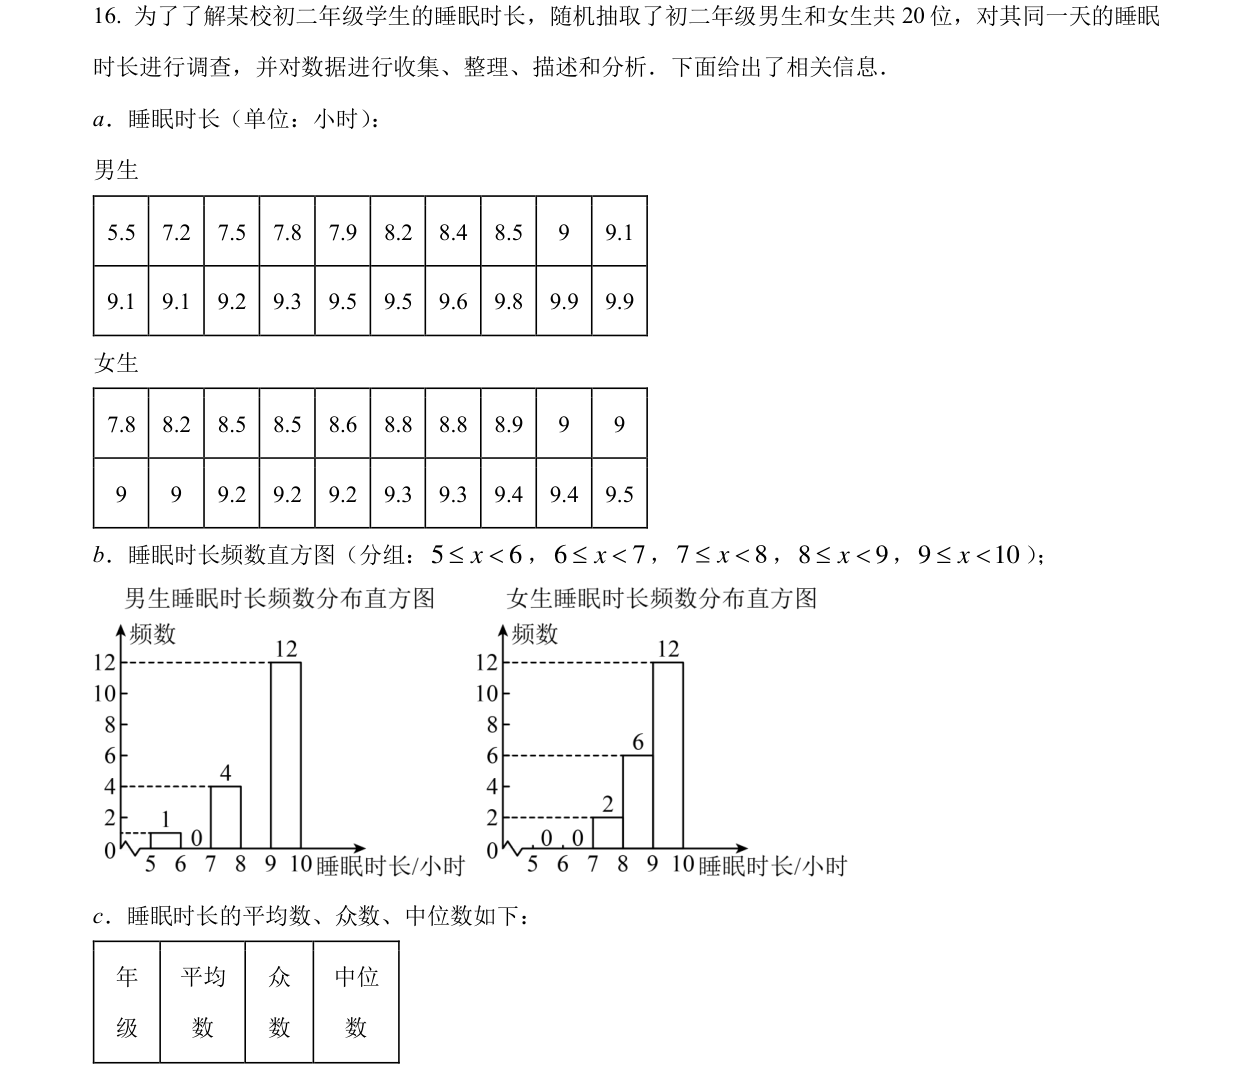 16. 为了了解某校初二年级学生的睡眠时长，随机抽取了初二年级男生和女生共 20 位，对其同一天的睡眠
时长进行调查，并对数据进行收集、整理、描述和分析．下面给出了相关信息．
a．睡眠时长（单位：小时）：
男生
5.5 7.2 7.5 7.8 7.9 8.2 8.4 8.5 9 9.1
9.1 9.1 9.2 9.3 9.5 9.5 9.6 9.8 9.9 9.9
女生
7.8 8.2 8.5 8.5 8.6 8.8 8.8 8.9 9 9
9 9 9.2 9.2 9.2 9.3 9.3 9.4 9.4 9.5
b．睡眠时长频数直方图（分组：5≤x<6，6≤x<7，7≤x<8，8≤x<9，9≤x<10）；
男生睡眠时长频数分布直方图
频数
12
12
10
8
6
4
4
2
1
0
0
5 6 7 8 9 10 睡眠时长/小时
女生睡眠时长频数分布直方图
频数
12
12
10
8
6
6
4
2
2
0 0
0
5 6 7 8 9 10 睡眠时长/小时
c．睡眠时长的平均数、众数、中位数如下：
年 平均 众 中位
级 数 数 数